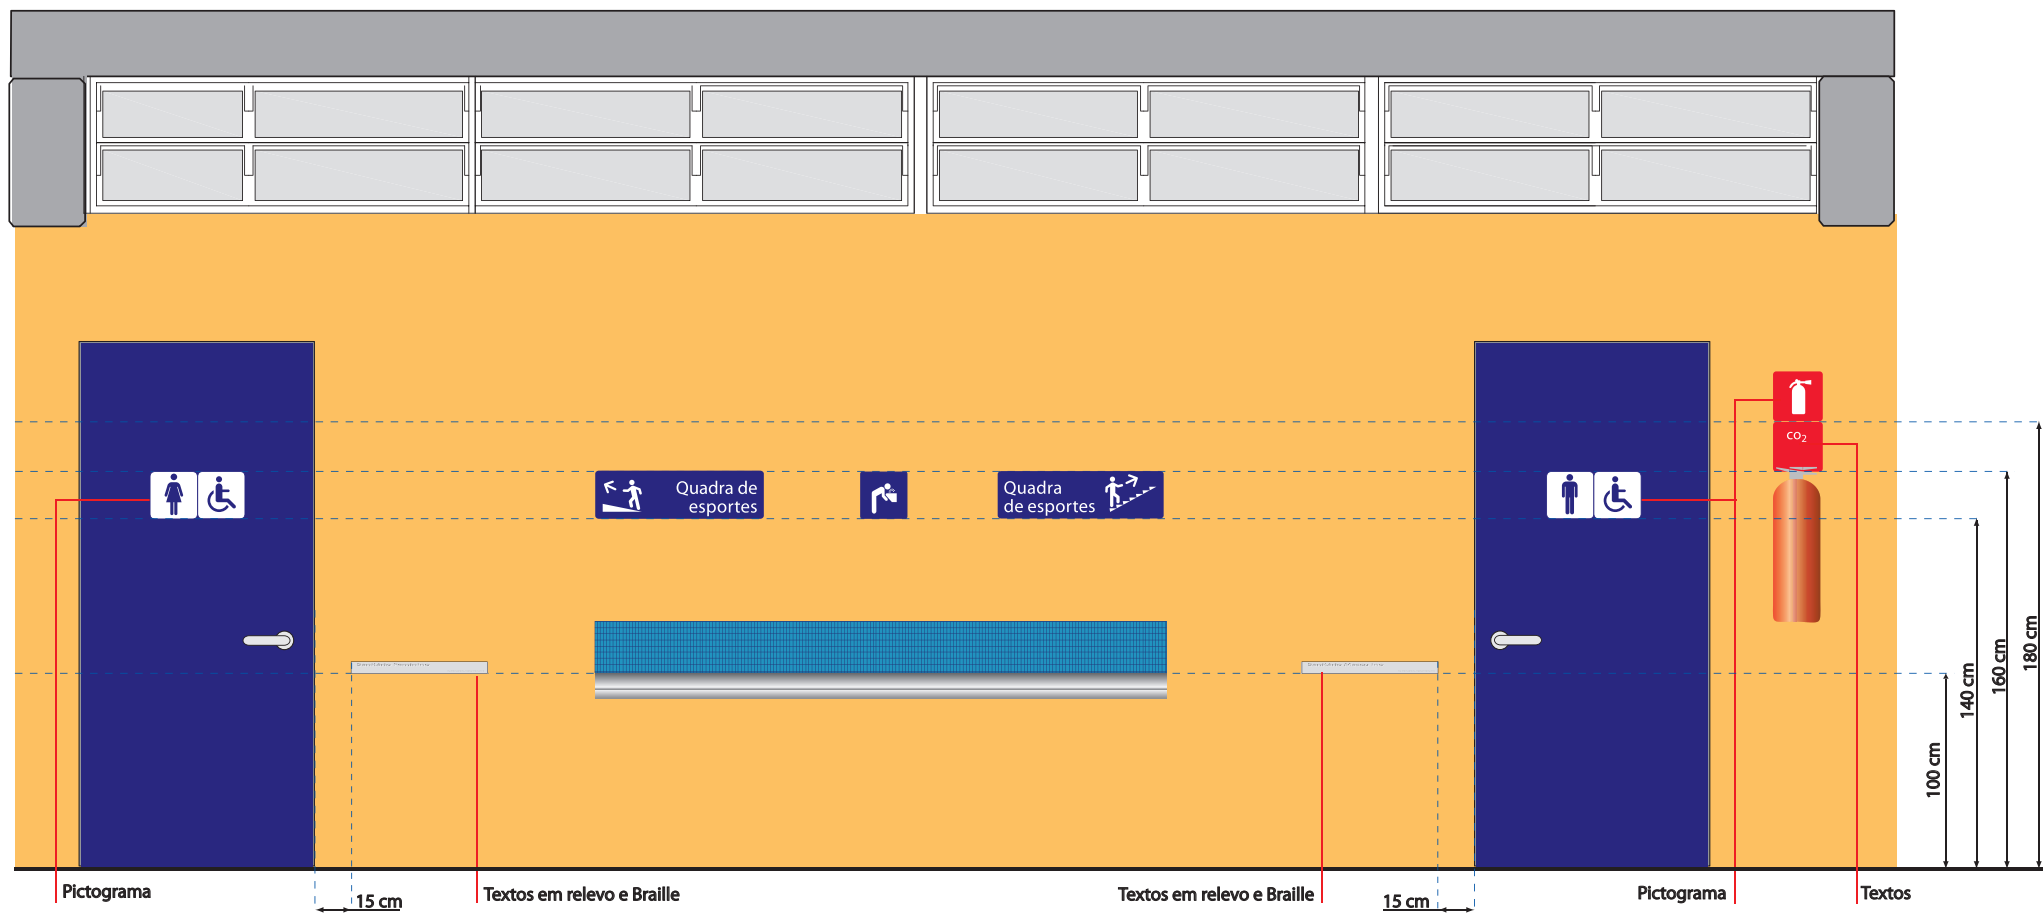 CO2
Quadra de
esportes
Quadra
de esportes
180 cm
160 cm
140 cm
100 cm
Pictograma
15 cm
Textos em relevo e Braille
Textos em relevo e Braille
15 cm
Pictograma
Textos